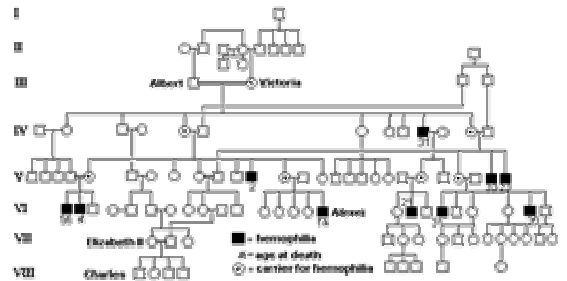 I
II
III
Albert
Victoria
IV
31
V
VI
Alexis
VII
Elizabeth II
= hemophilia
= age at death
= carrier for hemophilia
VIII
Charles